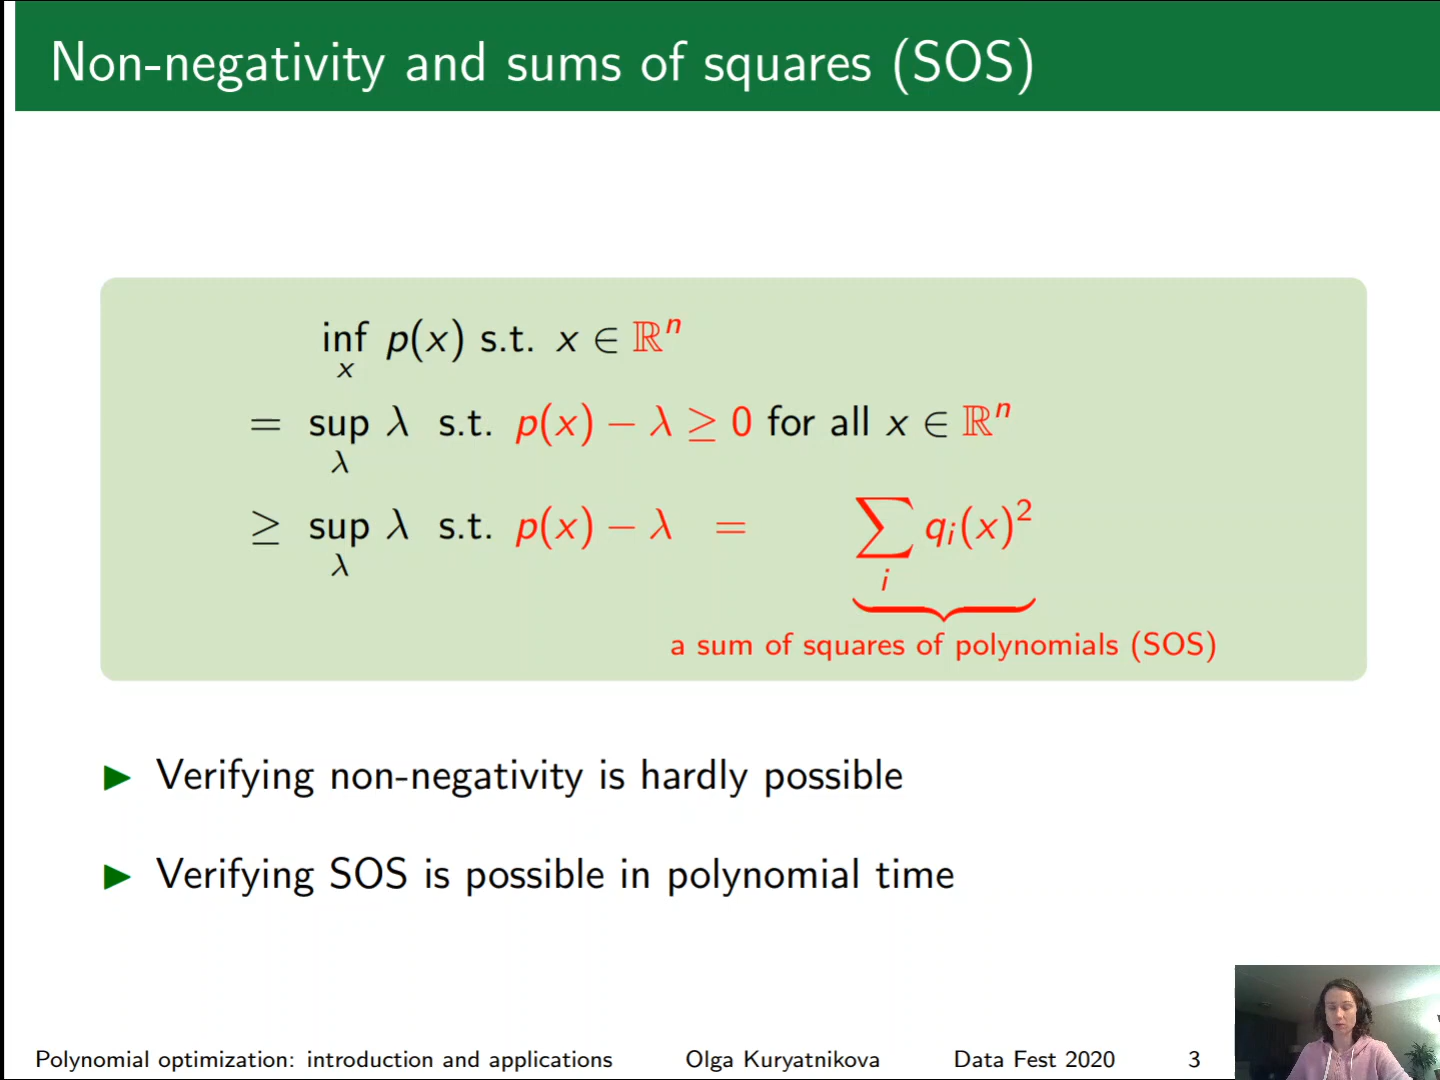 Non-negativity and sums of squares (SOS)
inf p(x) s.t. x ∈ ℝⁿ
x
= sup λ s.t. p(x) − λ ≥ 0 for all x ∈ ℝⁿ
λ
≥ sup λ s.t. p(x) − λ = ∑ qᵢ(x)²
λ i
a sum of squares of polynomials (SOS)
▶ Verifying non-negativity is hardly possible
▶ Verifying SOS is possible in polynomial time
Polynomial optimization: introduction and applications Olga Kuryatnikova Data Fest 2020 3